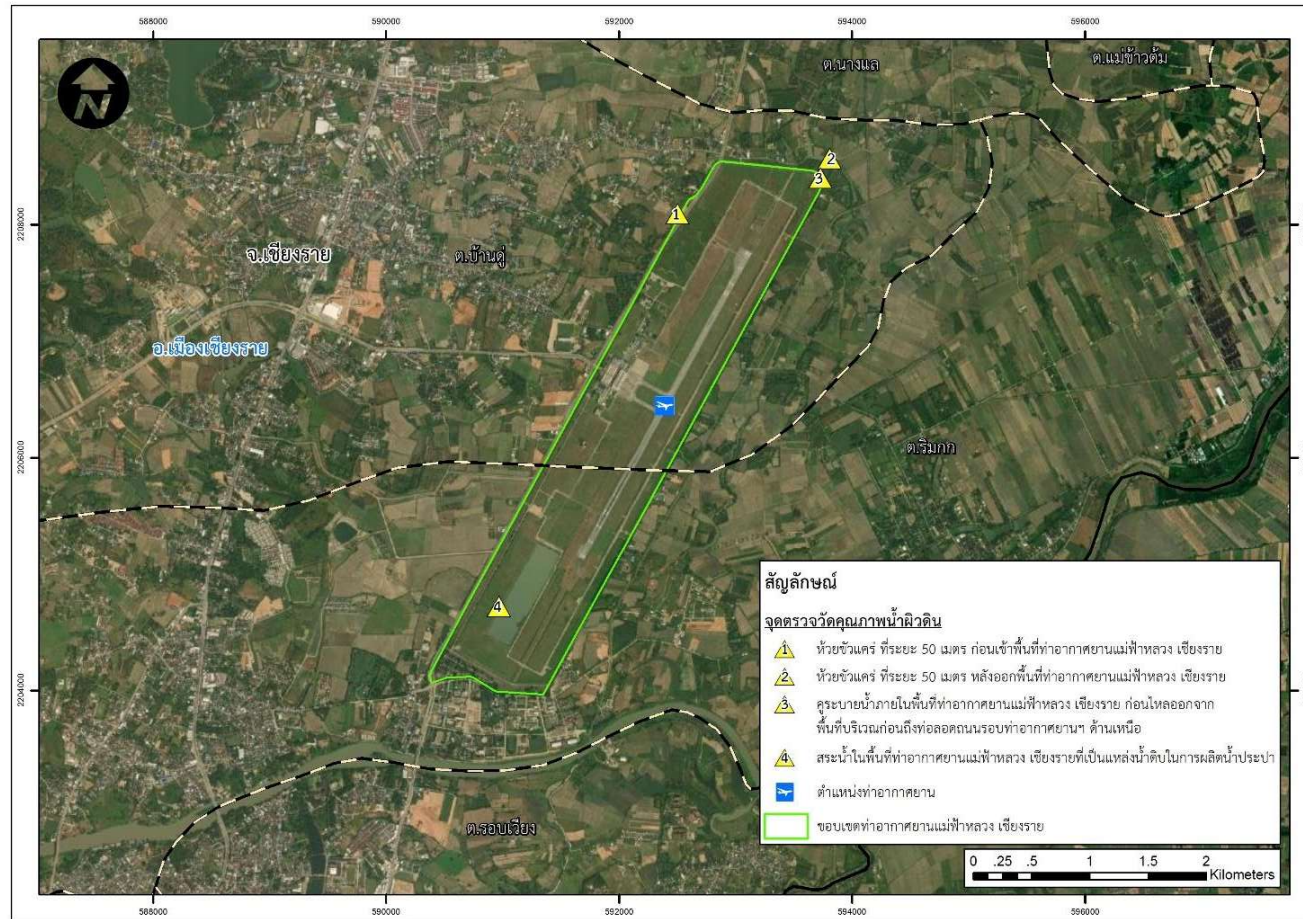 588000 590000 592000 594000 596000
N
ต.นางแล
ต.แม่ข้าวต้ม
2
3
1
2208000 2208000
จ.เชียงราย
ต.บ้านดู่
อ.เมืองเชียงราย
2206000 2206000
ต.ริมกก
4
2204000 2204000
ต.รอบเวียง
สัญลักษณ์
จุดตรวจวัดคุณภาพน้ำผิวดิน
1 ห้วยขัวแคร่ ที่ระยะ 50 เมตร ก่อนเข้าพื้นที่ท่าอากาศยานแม่ฟ้าหลวง เชียงราย
2 ห้วยขัวแคร่ ที่ระยะ 50 เมตร หลังออกพื้นที่ท่าอากาศยานแม่ฟ้าหลวง เชียงราย
3 คูระบายน้ำภายในพื้นที่ท่าอากาศยานแม่ฟ้าหลวง เชียงราย ก่อนไหลออกจาก
พื้นที่บริเวณก่อนถึงท่อลอดถนนรอบท่าอากาศยานฯ ด้านเหนือ
4 สระน้ำในพื้นที่ท่าอากาศยานแม่ฟ้าหลวง เชียงรายที่เป็นแหล่งน้ำดิบในการผลิตน้ำประปา
ตำแหน่งท่าอากาศยาน
ขอบเขตท่าอากาศยานแม่ฟ้าหลวง เชียงราย
0 .25 .5 1 1.5 2
Kilometers
588000 590000 592000 594000 596000